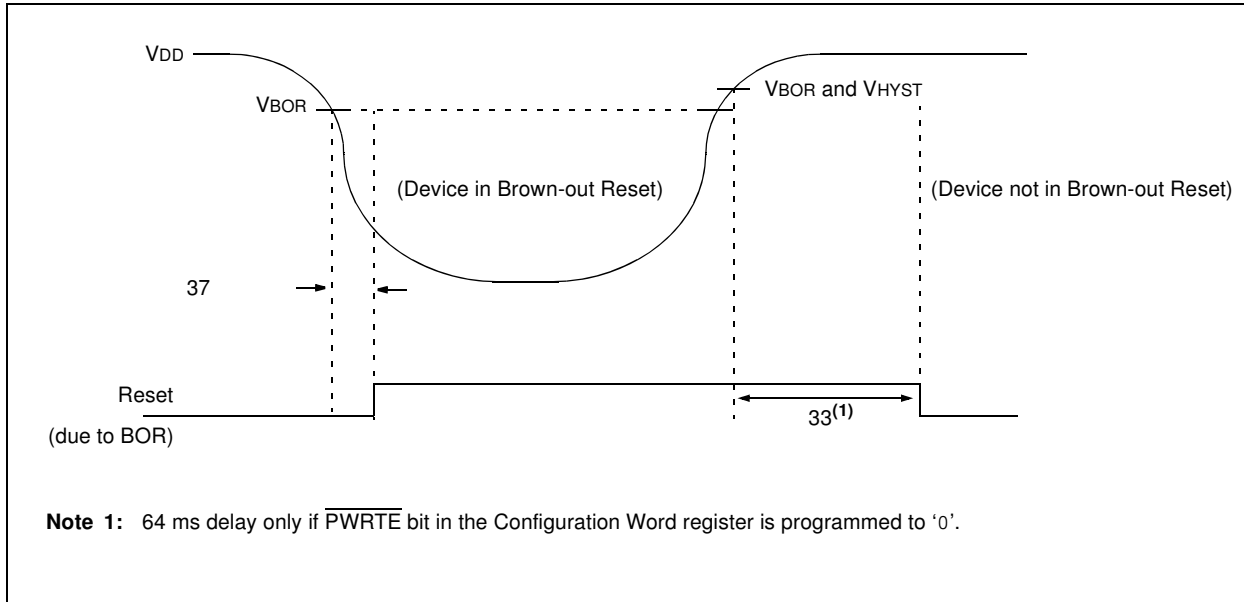 VDD
VBOR and VHYST
VBOR
(Device in Brown-out Reset)
(Device not in Brown-out Reset)
37
Reset
33(1)
(due to BOR)
Note 1: 64 ms delay only if PWRTE bit in the Configuration Word register is programmed to ‘0’.